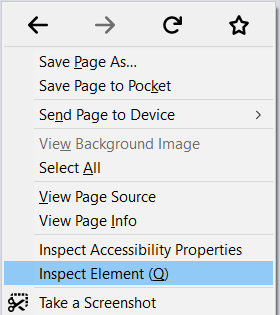 Save Page As...
Save Page to Pocket
Send Page to Device
View Background Image
Select All
View Page Source
View Page Info
Inspect Accessibility Properties
Inspect Element (Q)
Take a Screenshot